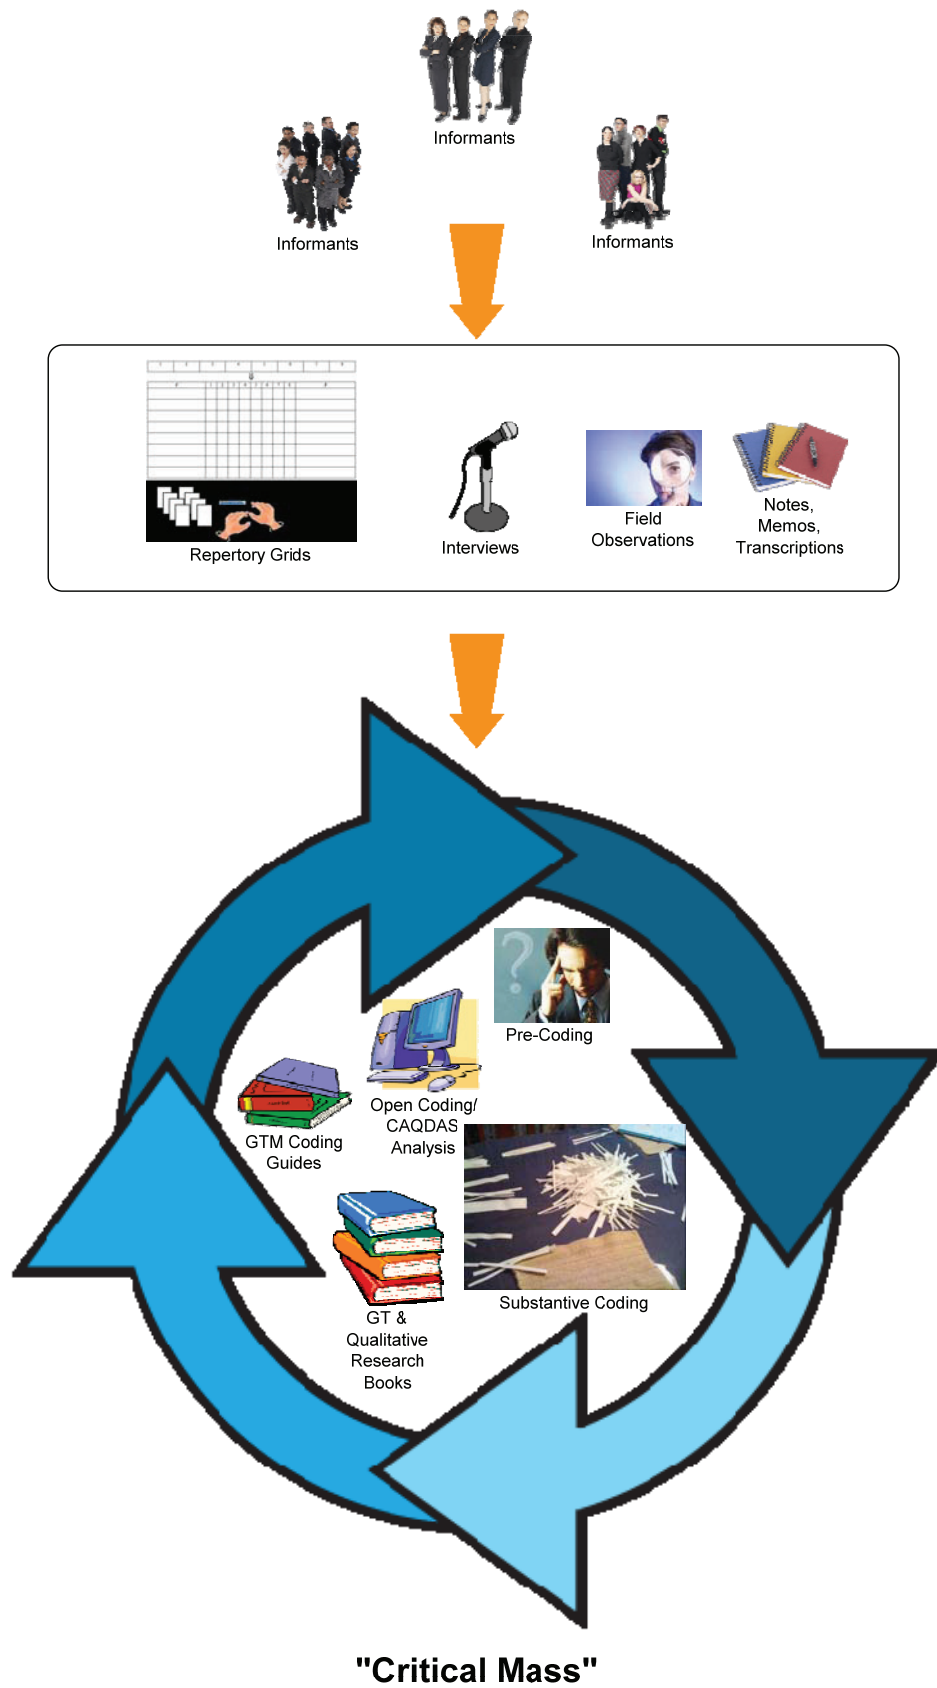 Informants
Informants
Informants
Repertory Grids
Interviews
Field
Observations
Notes,
Memos,
Transcriptions
Pre-Coding
Open Coding/
CAQDAS
Analysis
GTM Coding
Guides
Substantive Coding
GT &
Qualitative
Research
Books
"Critical Mass"